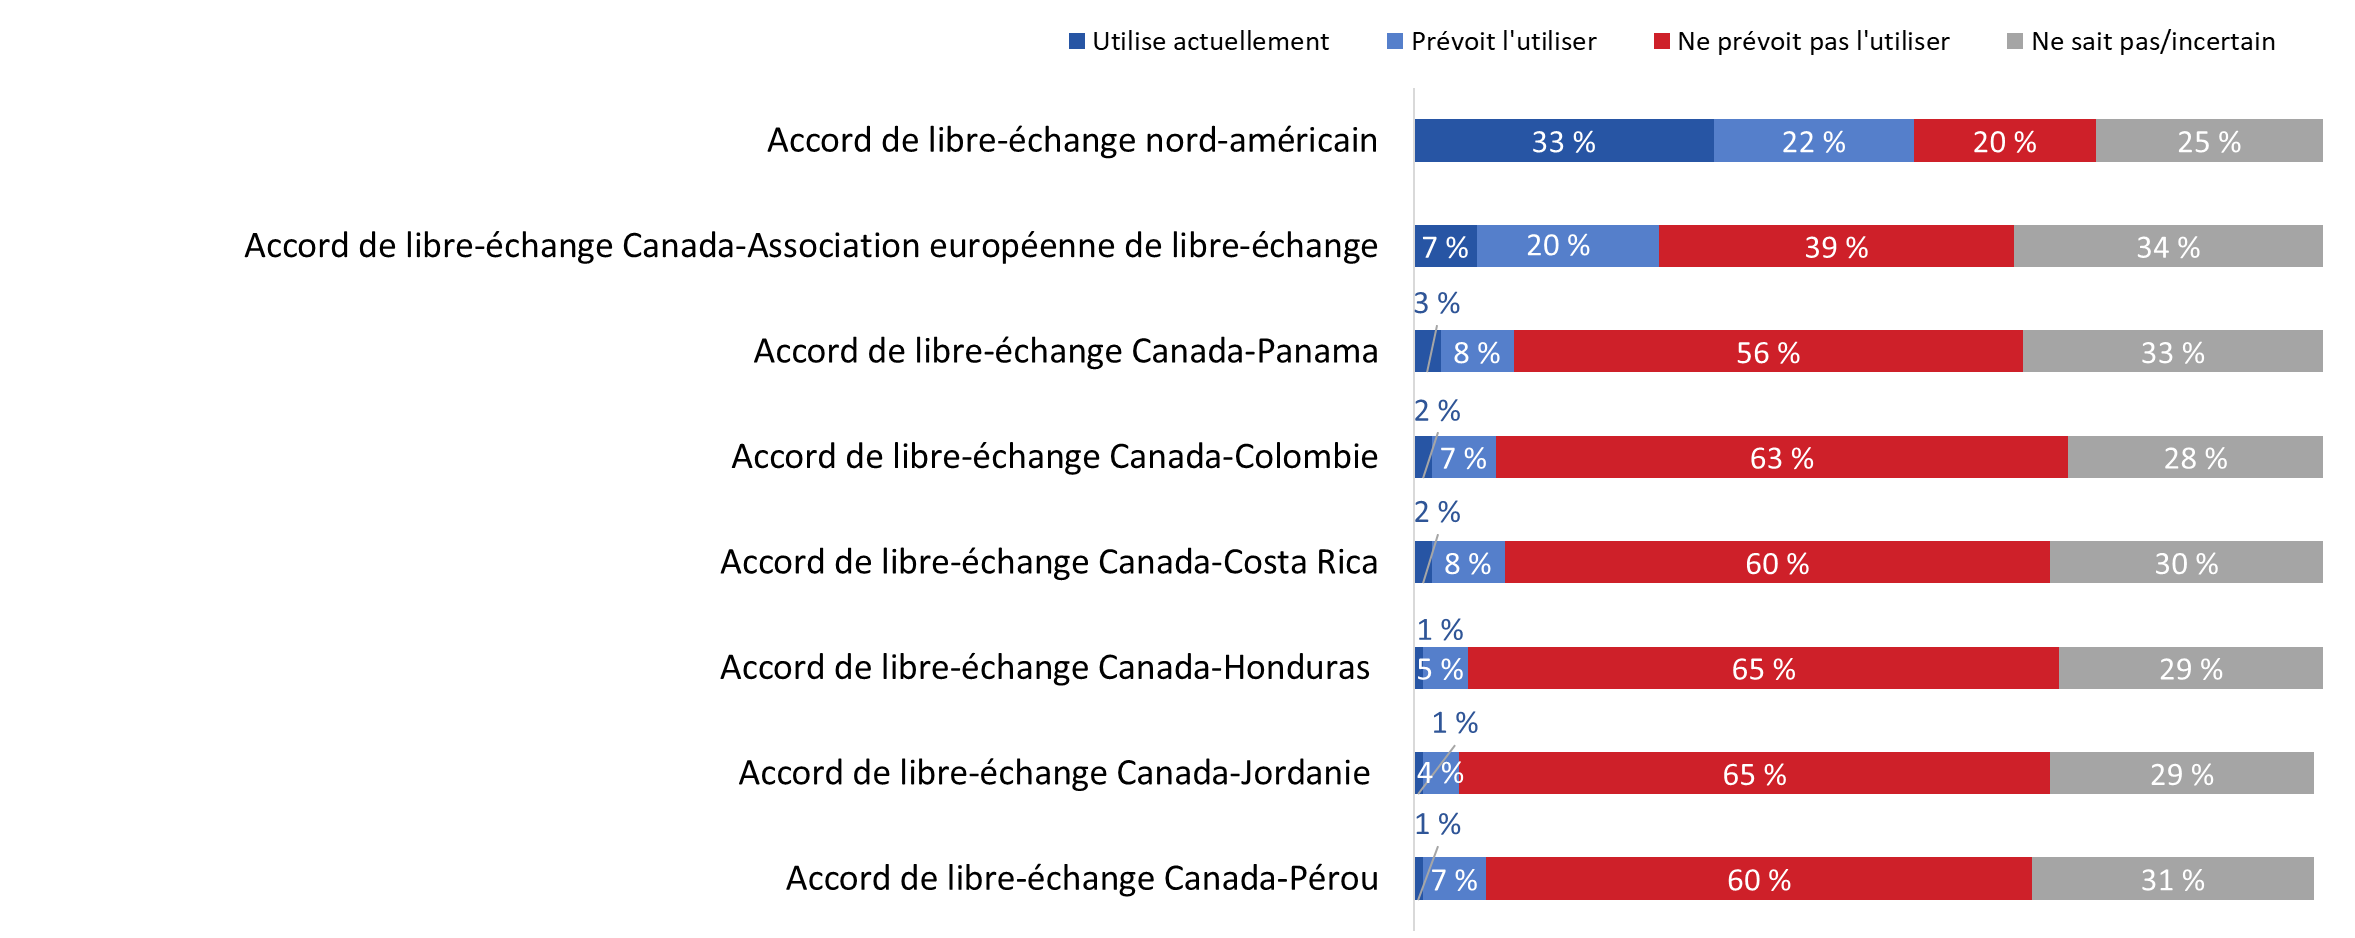 Utilise actuellement Prévoit l'utiliser Ne prévoit pas l'utiliser Ne sait pas/incertain
Accord de libre-échange nord-américain 33 % 22 % 20 % 25 %
Accord de libre-échange Canada-Association européenne de libre-échange 7 % 20 % 39 % 34 %
3 %
Accord de libre-échange Canada-Panama 8 % 56 % 33 %
2 %
Accord de libre-échange Canada-Colombie 7 % 63 % 28 %
2 %
Accord de libre-échange Canada-Costa Rica 8 % 60 % 30 %
1 %
Accord de libre-échange Canada-Honduras 5 % 65 % 29 %
1 %
Accord de libre-échange Canada-Jordanie 4 % 65 % 29 %
1 %
Accord de libre-échange Canada-Pérou 7 % 60 % 31 %